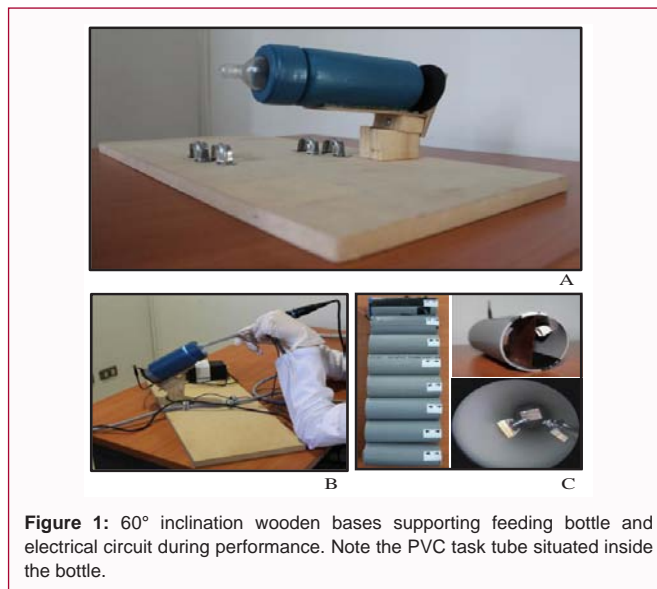 A
B
C
Figure 1: 60° inclination wooden bases supporting feeding bottle and
electrical circuit during performance. Note the PVC task tube situated inside
the bottle.